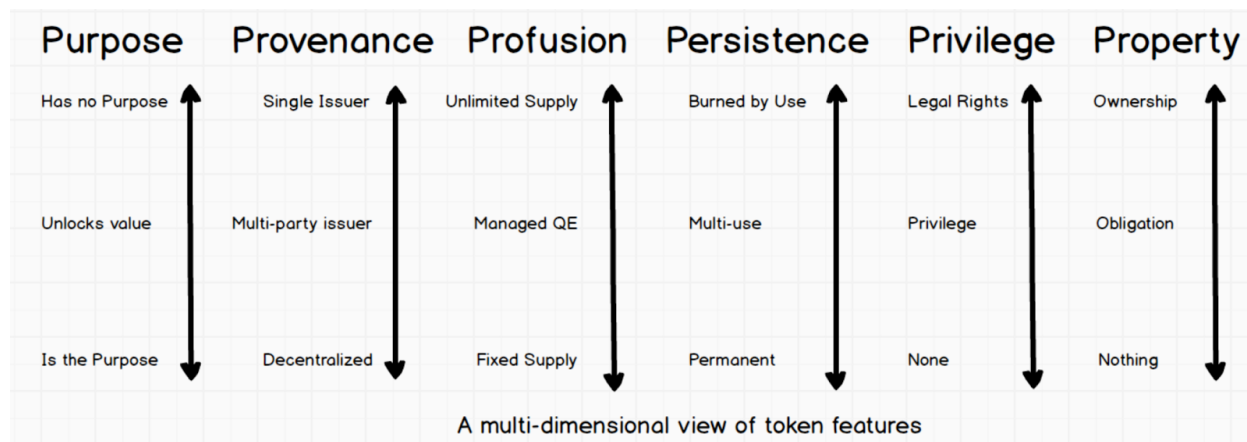 Purpose Provenance Profusion Persistence Privilege Property
Has no Purpose Single Issuer Unlimited Supply Burned by Use Legal Rights Ownership
Unlocks value Multi-party issuer Managed QE Multi-use Privilege Obligation
Is the Purpose Decentralized Fixed Supply Permanent None Nothing
A multi-dimensional view of token features